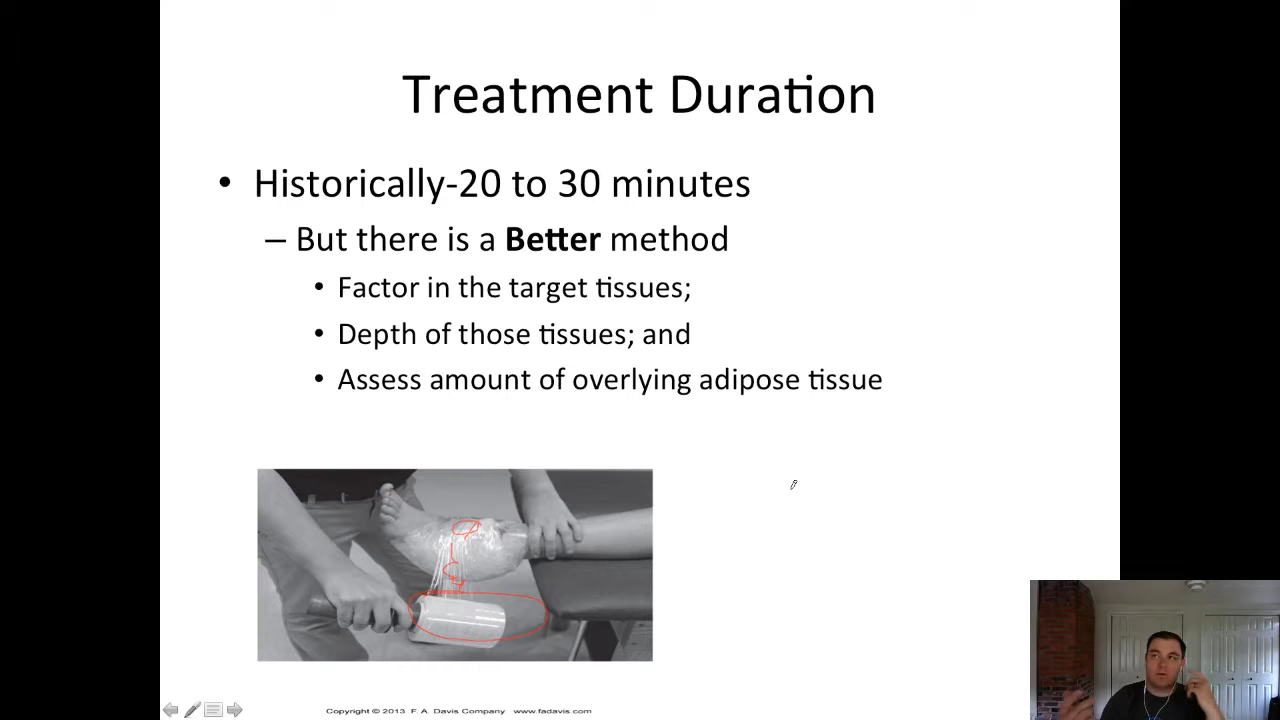 Treatment Duration
• Historically-20 to 30 minutes
– But there is a Better method
• Factor in the target tissues;
• Depth of those tissues; and
• Assess amount of overlying adipose tissue
Copyright © 2013 F. A. Davis Company www.fadavis.com